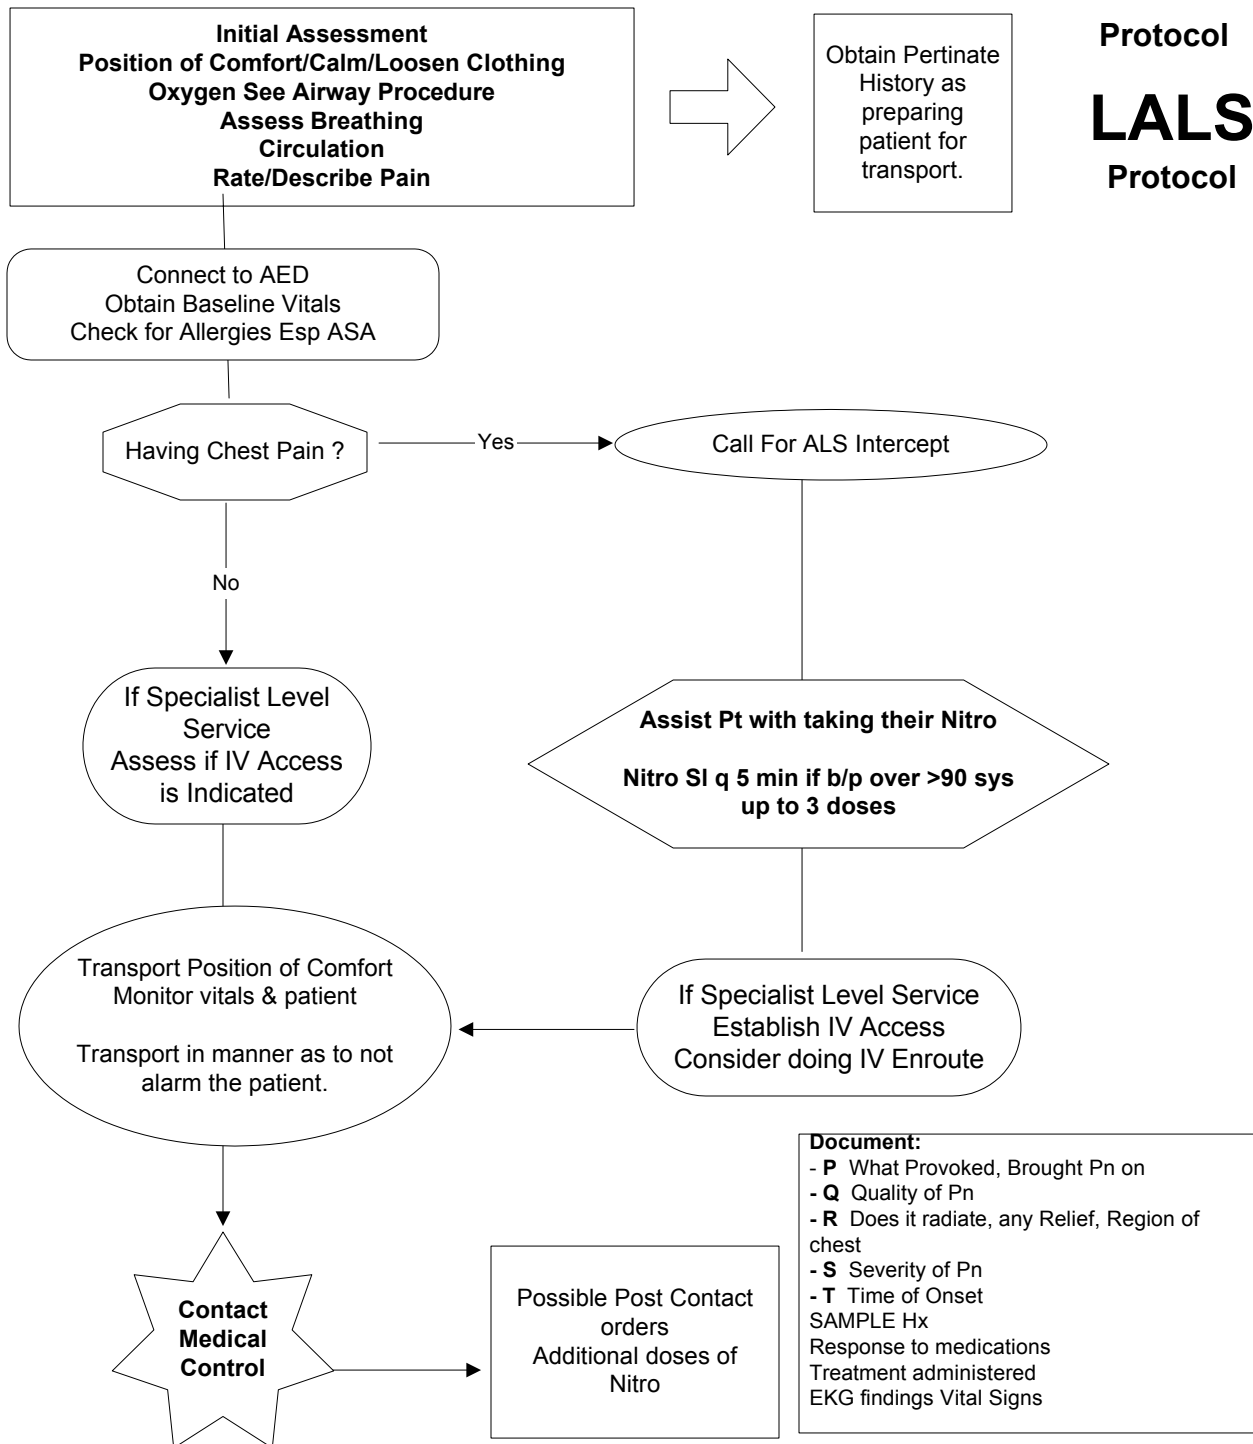 Initial Assessment
Position of Comfort/Calm/Loosen Clothing
Oxygen See Airway Procedure
Assess Breathing
Circulation
Rate/Describe Pain
Obtain Pertinate
History as
preparing
patient for
transport.
Protocol
LALS
Protocol
Connect to AED
Obtain Baseline Vitals
Check for Allergies Esp ASA
Having Chest Pain ?
Yes
Call For ALS Intercept
No
If Specialist Level
Service
Assess if IV Access
is Indicated
Assist Pt with taking their Nitro
Nitro Sl q 5 min if b/p over >90 sys
up to 3 doses
Transport Position of Comfort
Monitor vitals & patient
Transport in manner as to not
alarm the patient.
If Specialist Level Service
Establish IV Access
Consider doing IV Enroute
Contact
Medical
Control
Possible Post Contact
orders
Additional doses of
Nitro
Document:
- P What Provoked, Brought Pn on
- Q Quality of Pn
- R Does it radiate, any Relief, Region of
chest
- S Severity of Pn
- T Time of Onset
SAMPLE Hx
Response to medications
Treatment administered
EKG findings Vital Signs